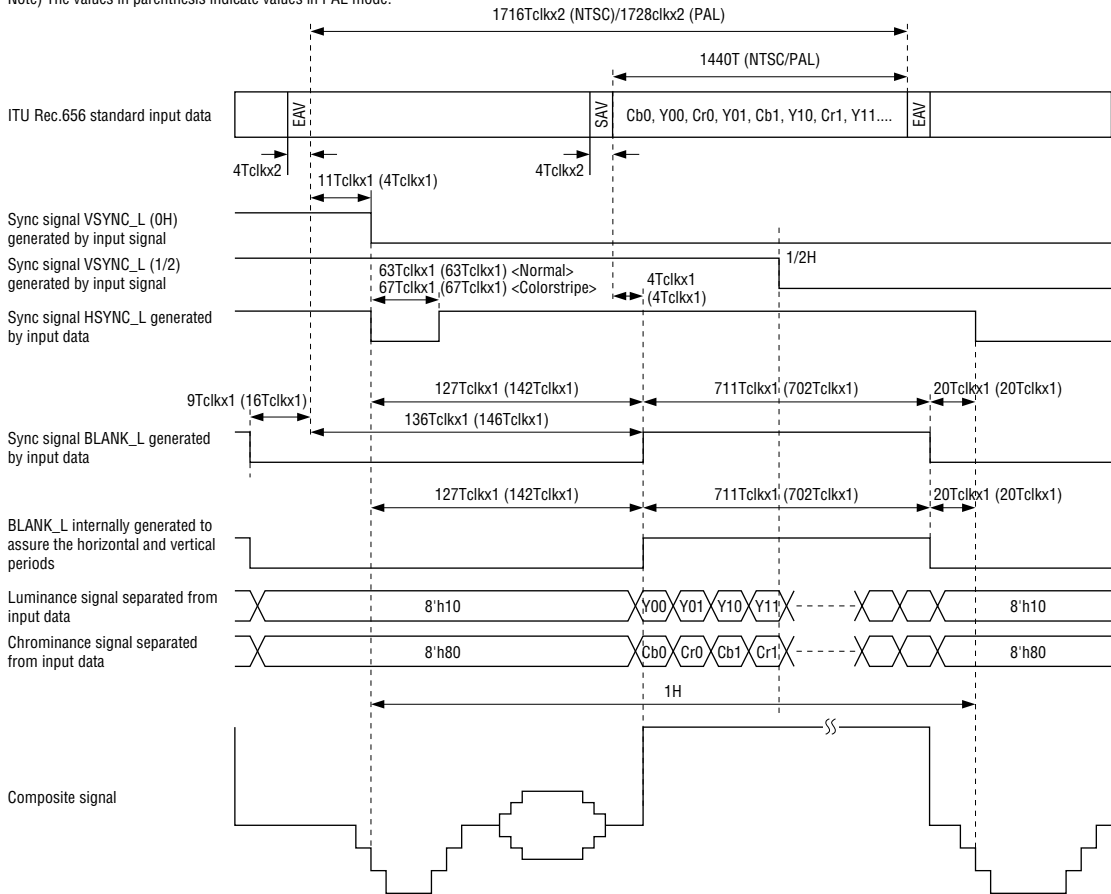 Note) The values in parenthesis indicate values in PAL mode.
1716Tclkx2 (NTSC)/1728clkx2 (PAL)
1440T (NTSC/PAL)
ITU Rec.656 standard input data
EAV
SAV
Cb0, Y00, Cr0, Y01, Cb1, Y10, Cr1, Y11....
EAV
4Tclkx2
4Tclkx2
11Tclkx1 (4Tclkx1)
Sync signal VSYNC_L (0H)
generated by input signal
Sync signal VSYNC_L (1/2)
generated by input signal
1/2H
63Tclkx1 (63Tclkx1) <Normal>
67Tclkx1 (67Tclkx1) <Colorstripe>
4Tclkx1
(4Tclkx1)
Sync signal HSYNC_L generated
by input data
127Tclkx1 (142Tclkx1)
711Tclkx1 (702Tclkx1)
20Tclkx1 (20Tclkx1)
9Tclkx1 (16Tclkx1)
136Tclkx1 (146Tclkx1)
Sync signal BLANK_L generated
by input data
127Tclkx1 (142Tclkx1)
711Tclkx1 (702Tclkx1)
20Tclkx1 (20Tclkx1)
BLANK_L internally generated to
assure the horizontal and vertical
periods
Luminance signal separated from
input data
8'h10
Y00
Y01
Y10
Y11
8'h10
Chrominance signal separated
from input data
8'h80
Cb0
Cr0
Cb1
Cr1
8'h80
1H
Composite signal